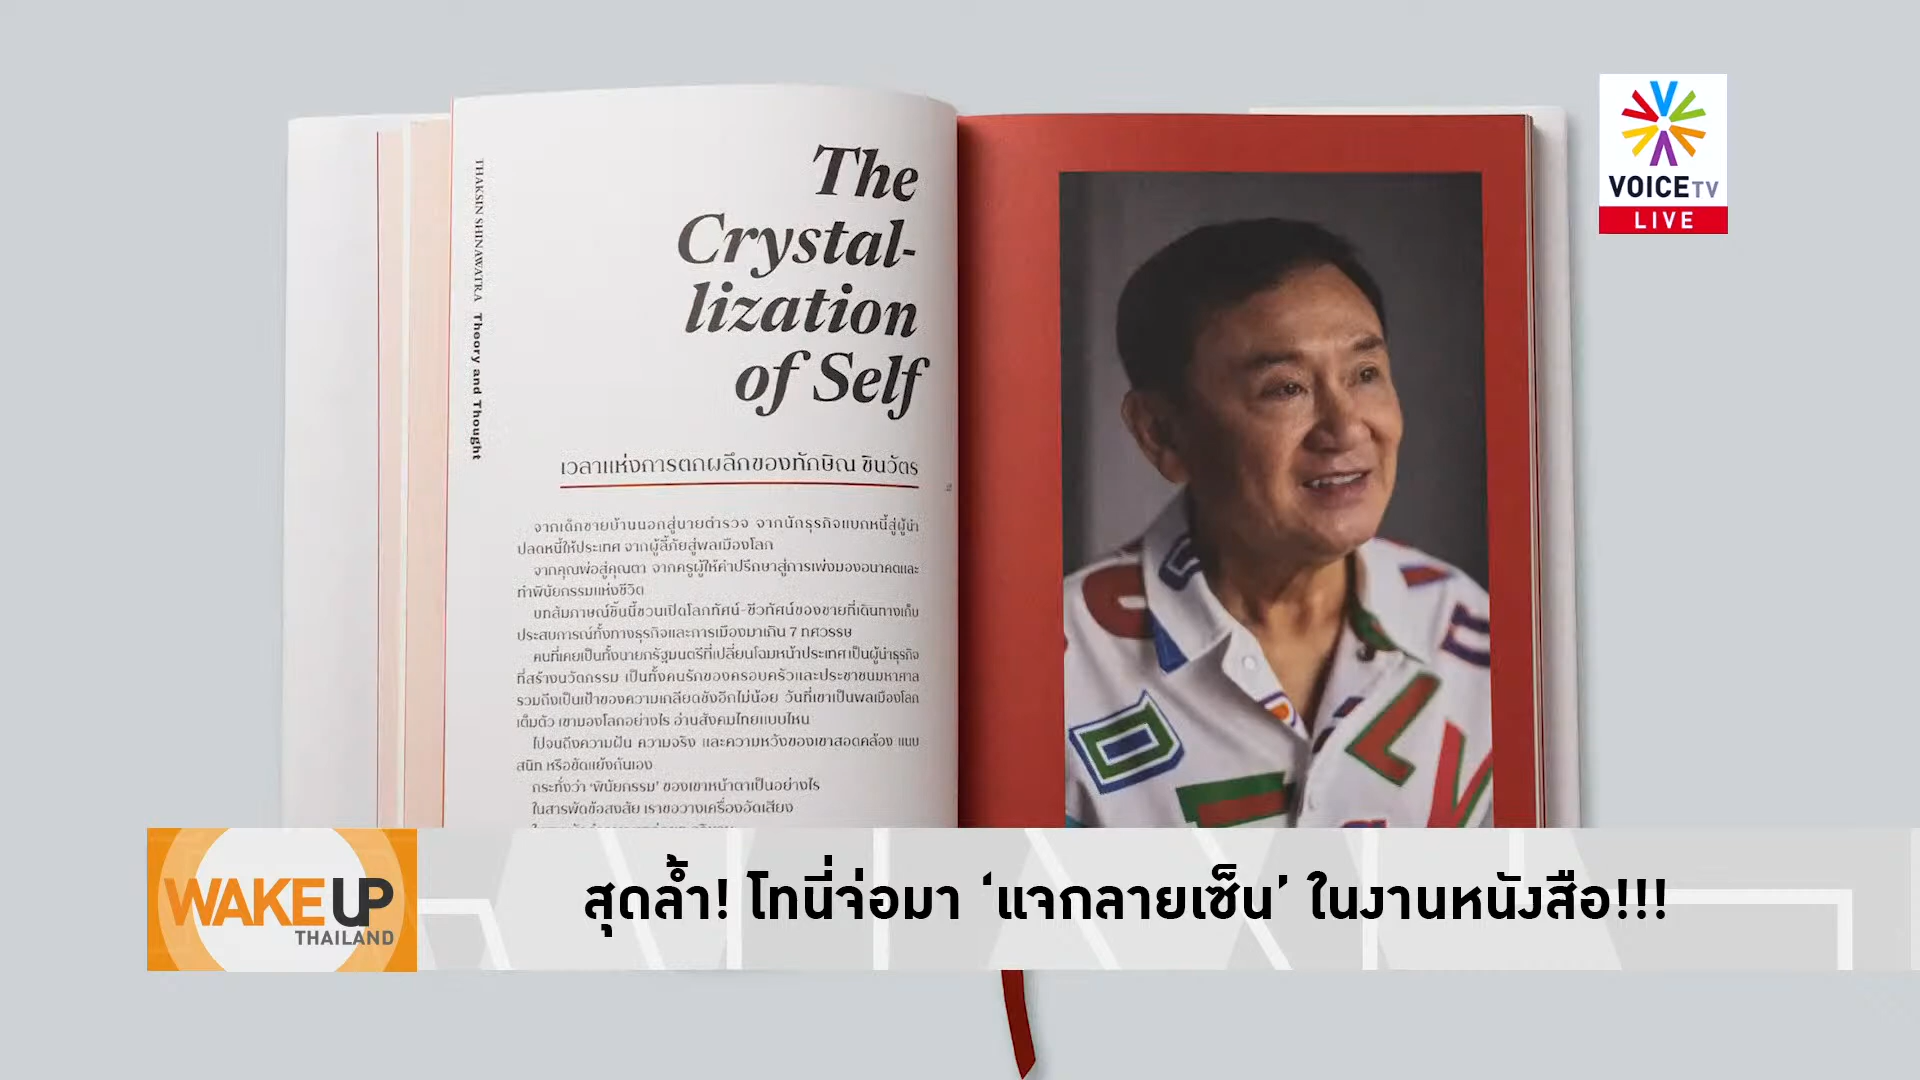 The
Crystal-
lization
of Self
THAKSIN SHINAWATRA Theory and Thought
เวลาแห่งการตกผลึกของทักษิณ ชินวัตร
จากเด็กชายบ้านนอกสู่นายตำรวจ จากนักธุรกิจแบกหนี้สู่ผู้นำ
ปลดหนี้ให้ประเทศ จากผู้ลี้ภัยสู่พลเมืองโลก
จากคุณพ่อสู่คุณตา จากครูผู้ให้คำปรึกษาสู่การเพ่งมองอนาคตและ
ทำพินัยกรรมแห่งชีวิต
บทสัมภาษณ์ชิ้นนี้ชวนเปิดโลกทัศน์-ชีวทัศน์ของชายที่เดินทางเก็บ
ประสบการณ์ทั้งทางธุรกิจและการเมืองมาเกิน 7 ทศวรรษ
คนที่เคยเป็นทั้งนายกรัฐมนตรีที่เปลี่ยนโฉมหน้าประเทศ เป็นผู้นำธุรกิจ
ที่สร้างนวัตกรรม เป็นทั้งคนรักของครอบครัวและประชาชนมหาศาล
รวมถึงเป็นเป้าของความเกลียดชังอีกไม่น้อย วันที่เขาเป็นพลเมืองโลก
เต็มตัว เขามองโลกอย่างไร อ่านสังคมไทยแบบไหน
ไปจนถึงความฝัน ความจริง และความหวังของเขาสอดคล้อง แนบ
สนิท หรือขัดแย้งกันเอง
กระทั่งว่า ‘พินัยกรรม’ ของเขาหน้าตาเป็นอย่างไร
ในสารพัดข้อสงสัย เราขอวางเครื่องอัดเสียง
VOICE TV
LIVE
WAKE UP
THAILAND
สุดล้ำ! โทนี่จ่อมา ‘แจกลายเซ็น’ ในงานหนังสือ!!!